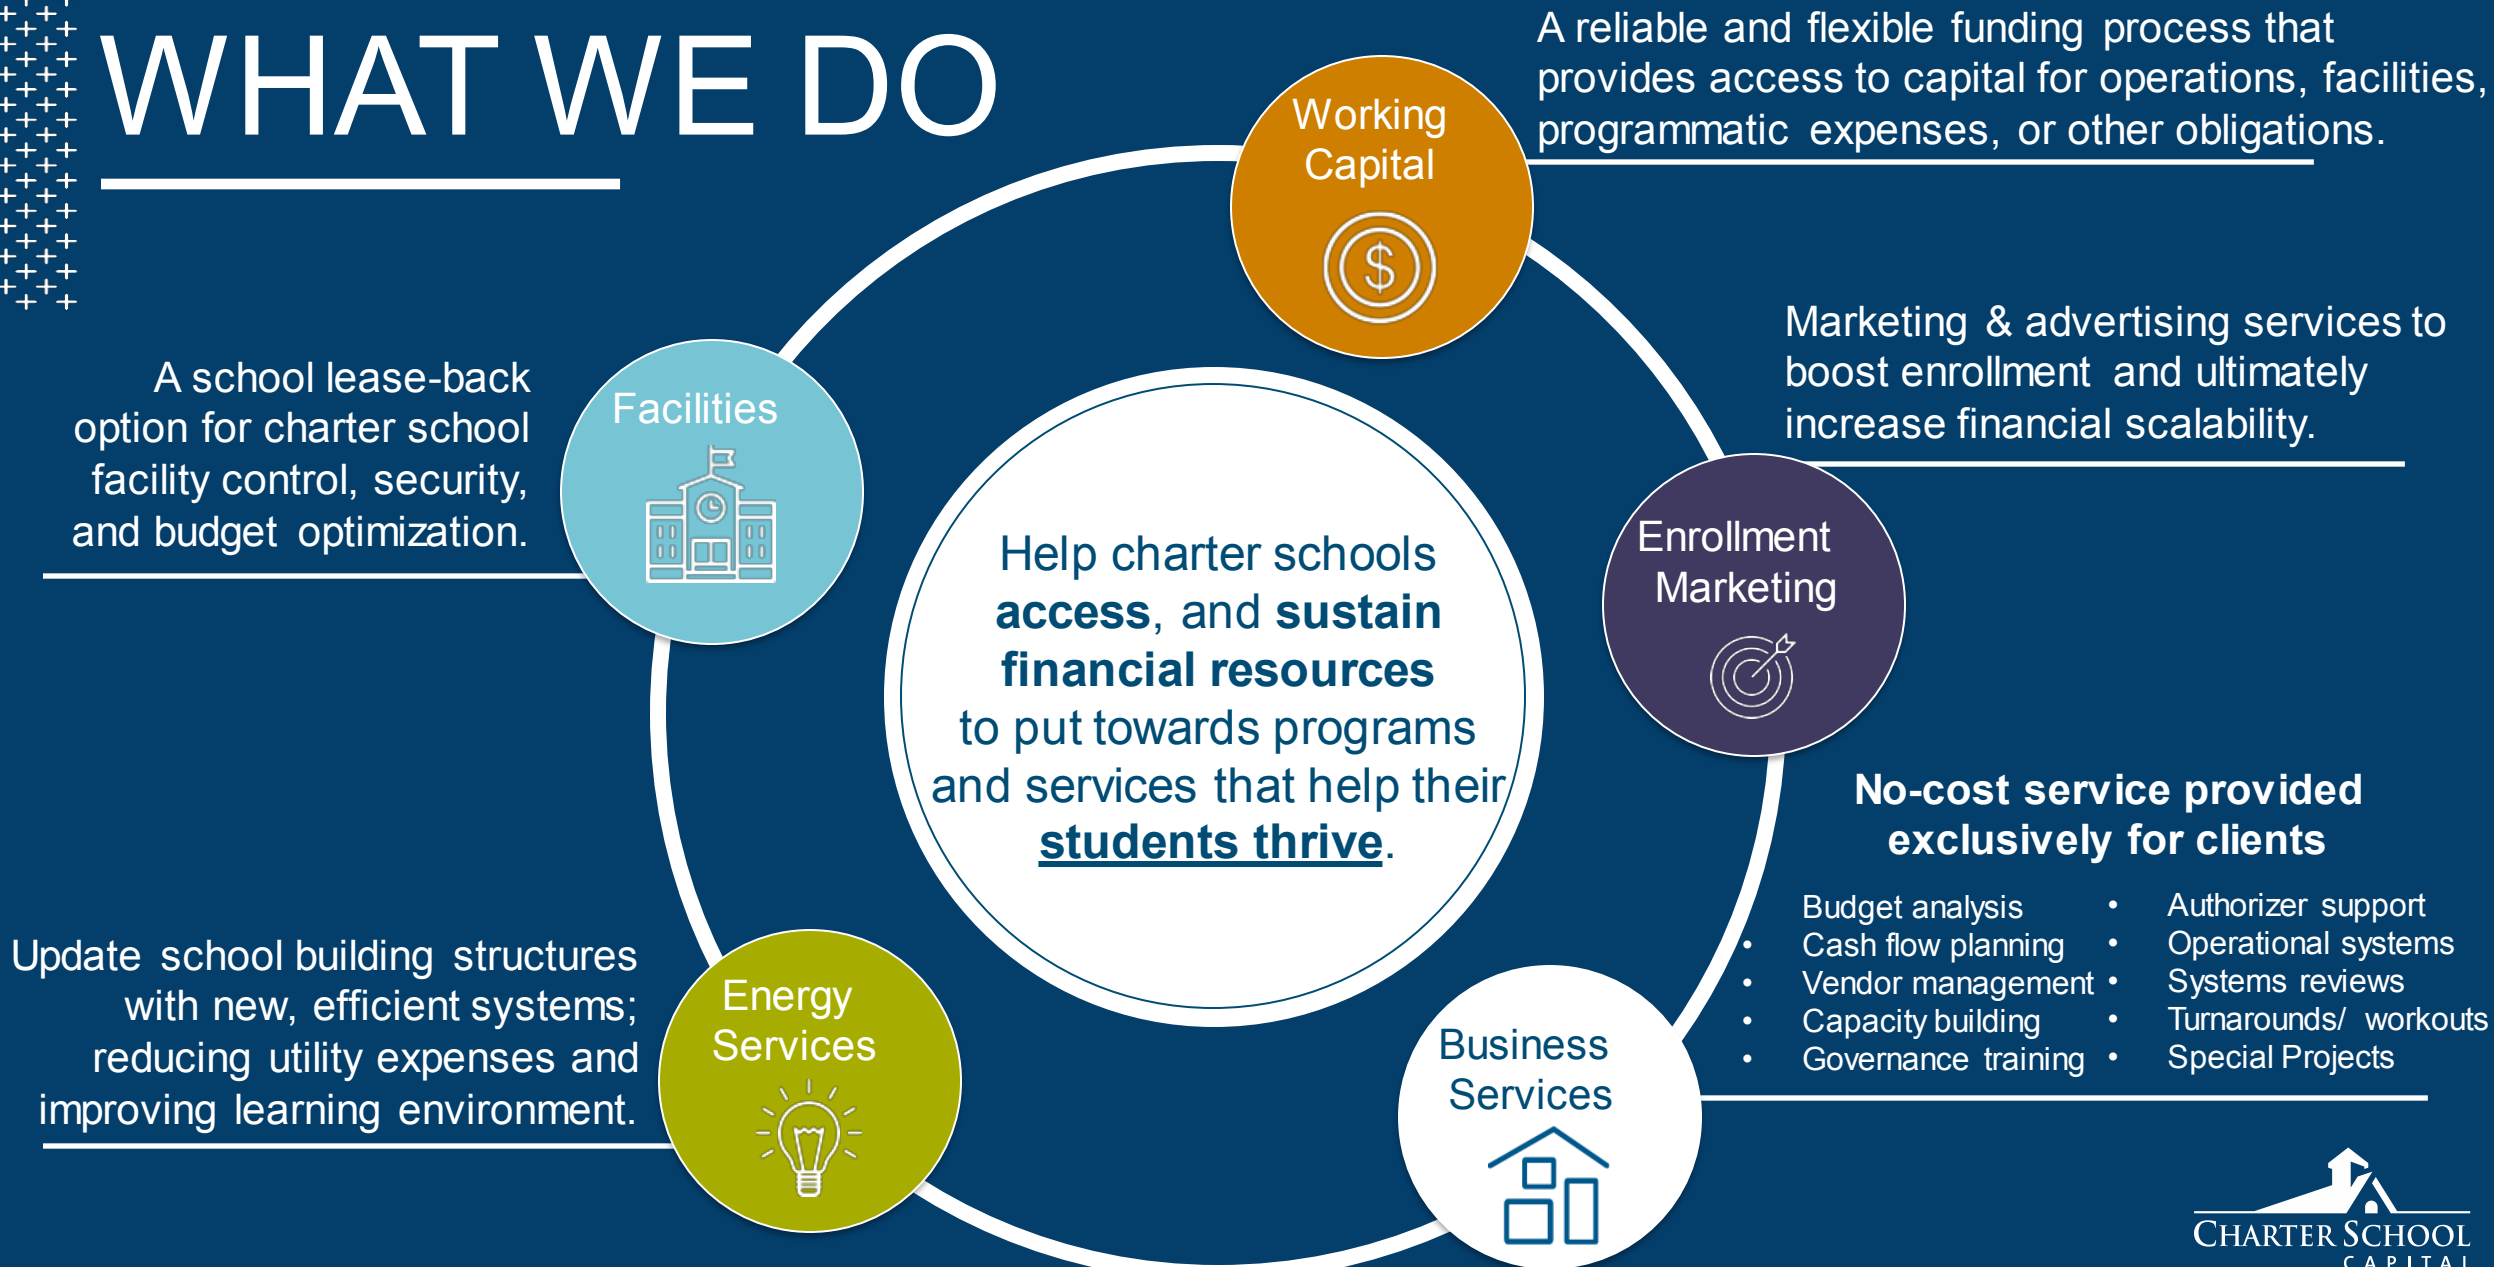 WHAT WE DO
Working
Capital
$
A reliable and flexible funding process that
provides access to capital for operations, facilities,
programmatic expenses, or other obligations.
Marketing & advertising services to
boost enrollment and ultimately
increase financial scalability.
Enrollment
Marketing
A school lease-back
option for charter school
facility control, security,
and budget optimization.
Facilities
Help charter schools
access, and sustain
financial resources
to put towards programs
and services that help their
students thrive.
No-cost service provided
exclusively for clients
Budget analysis
• Cash flow planning
• Vendor management
• Capacity building
• Governance training
• Authorizer support
• Operational systems
• Systems reviews
• Turnarounds/ workouts
• Special Projects
Business
Services
Update school building structures
with new, efficient systems;
reducing utility expenses and
improving learning environment.
Energy
Services
CHARTER SCHOOL
CAPITAL